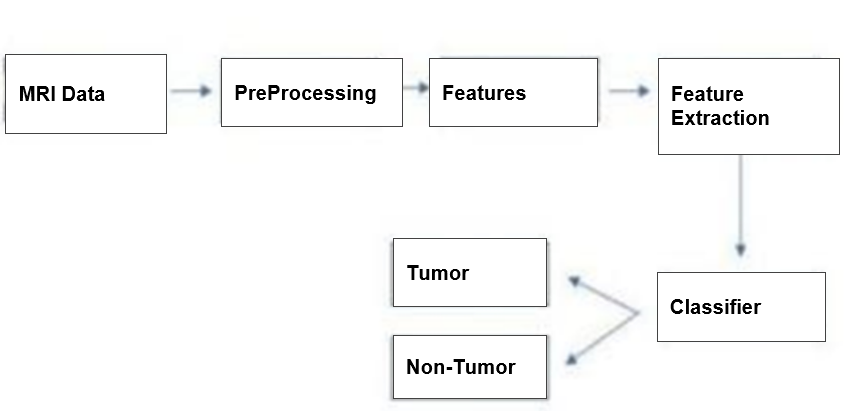 MRI Data
PreProcessing
Features
Feature
Extraction
Tumor
Classifier
Non-Tumor